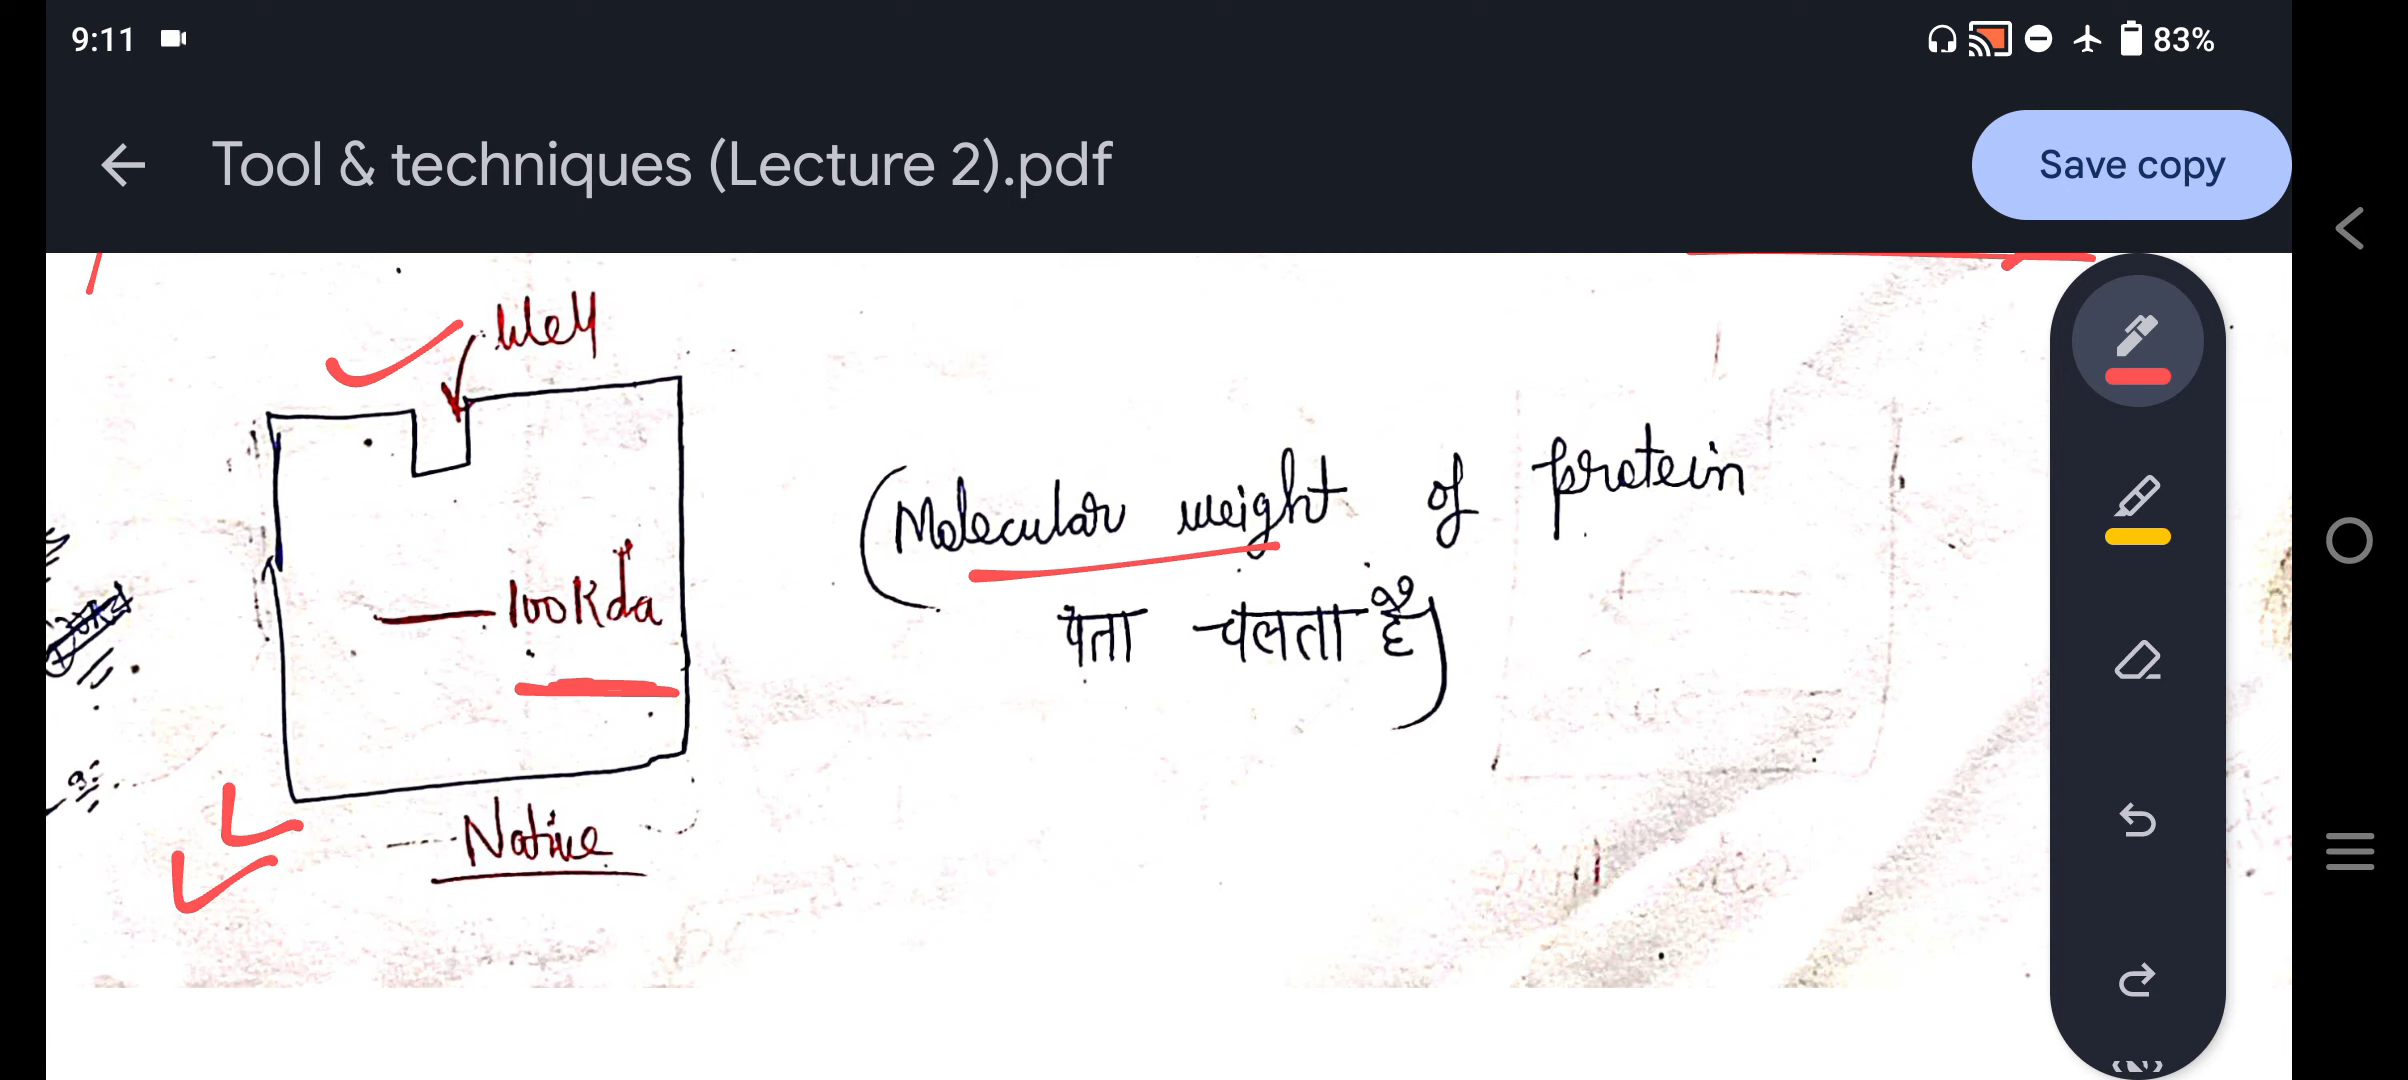 9:11
83%
Tool & techniques (Lecture 2).pdf
Save copy
Well
100Kda
Native
(Molecular weight of protein
पता चलता है)